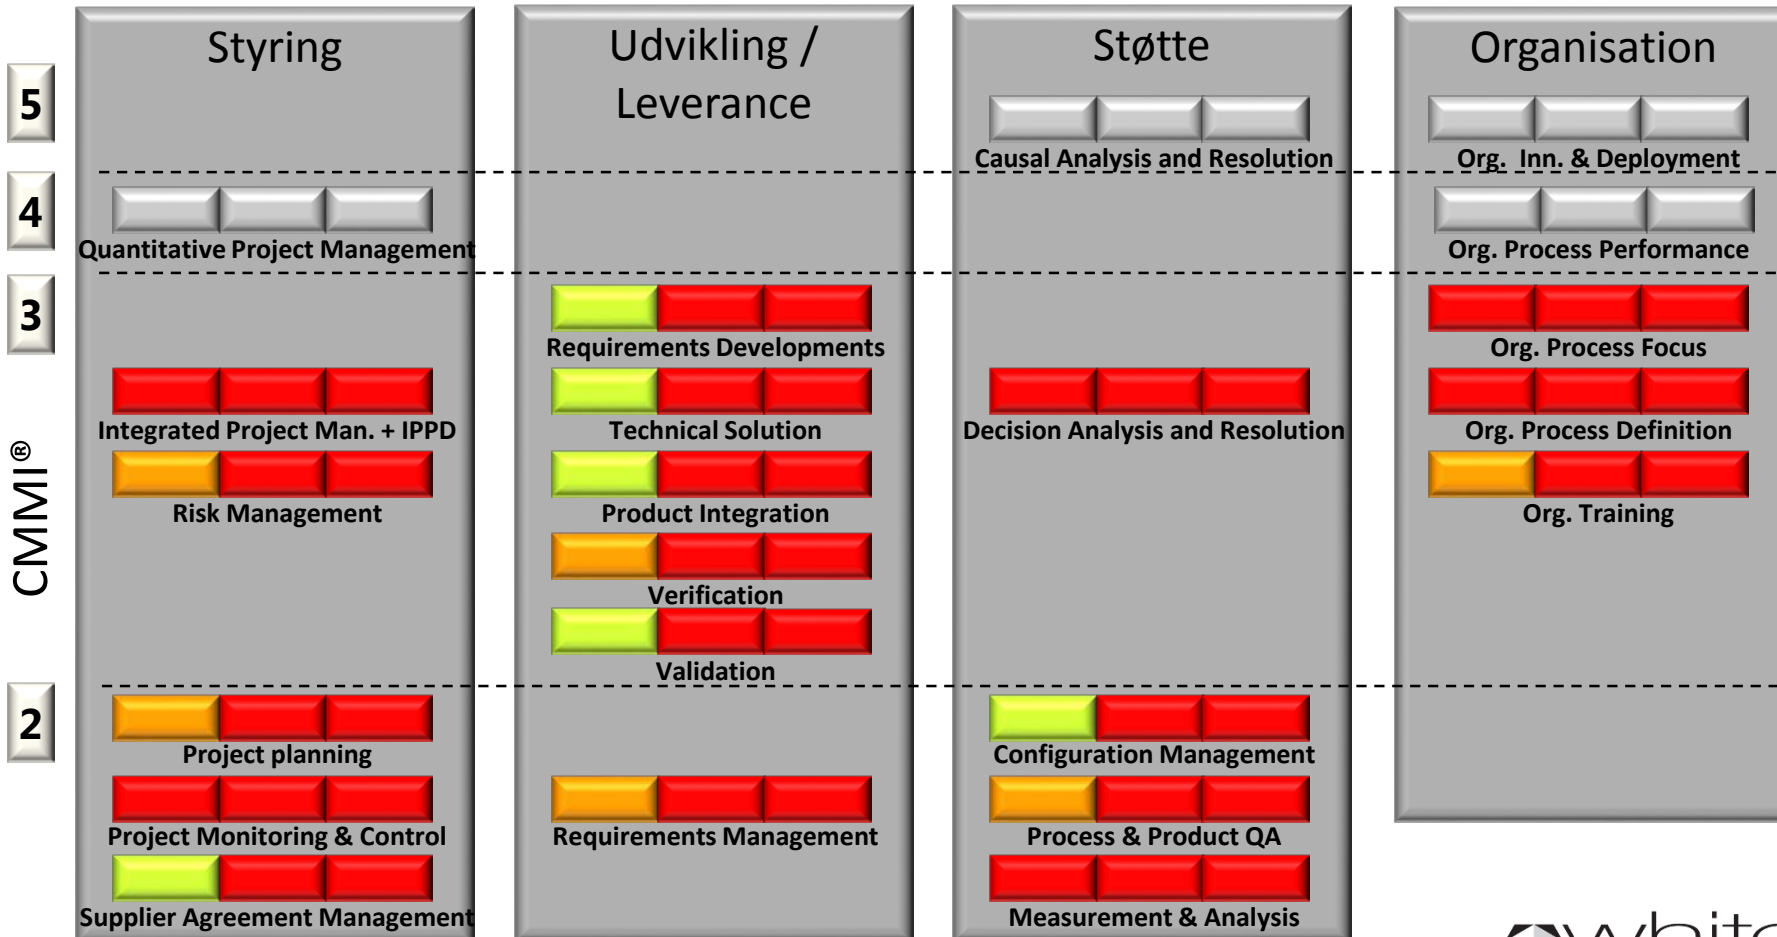 Styring
Udvikling /
Leverance
Støtte
Organisation
5
Causal Analysis and Resolution
Org. Inn. & Deployment
4
Quantitative Project Management
Org. Process Performance
3
Requirements Developments
Org. Process Focus
Integrated Project Man. + IPPD
Technical Solution
Decision Analysis and Resolution
Org. Process Definition
CMMI®
Risk Management
Product Integration
Org. Training
Verification
Validation
2
Project planning
Configuration Management
Project Monitoring & Control
Requirements Management
Process & Product QA
Supplier Agreement Management
Measurement & Analysis